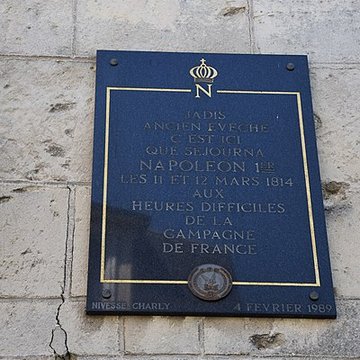 N
JADIS
ANCIEN EVECHE
C'EST ICI
QUE SEJOURNA
NAPOLEON 1ER
LES 11 ET 12 MARS 1814
AUX
HEURES DIFFICILES
DE LA
CAMPAGNE
DE FRANCE
NIVESSE CHARLY 4 FEVRIER 1989